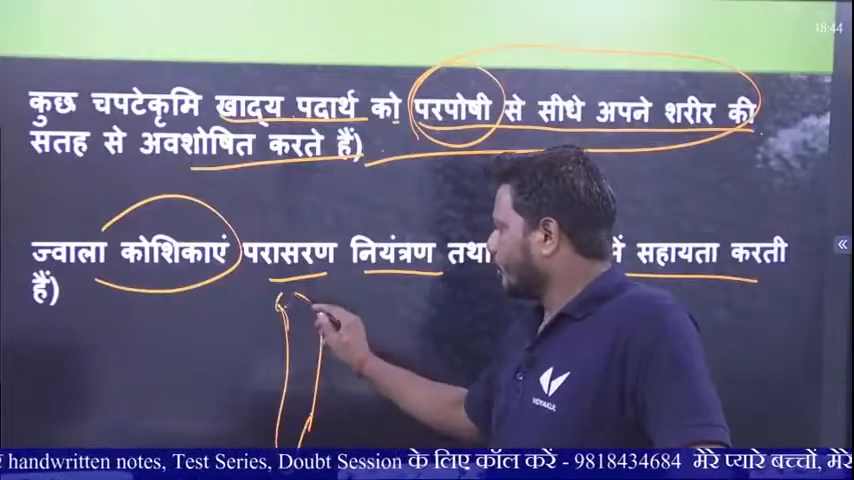 18:44
कुछ चपटेकृमि खाद्य पदार्थ को परपोषी से सीधे अपने शरीर की
सतह से अवशोषित करते हैं)
ज्वाला कोशिकाएं परासरण नियंत्रण तथा में सहायता करती
हैं)
VIDYAKUL
handwritten notes, Test Series, Doubt Session के लिए कॉल करें - 9818434684 मेरे प्यारे बच्चों, मेरे